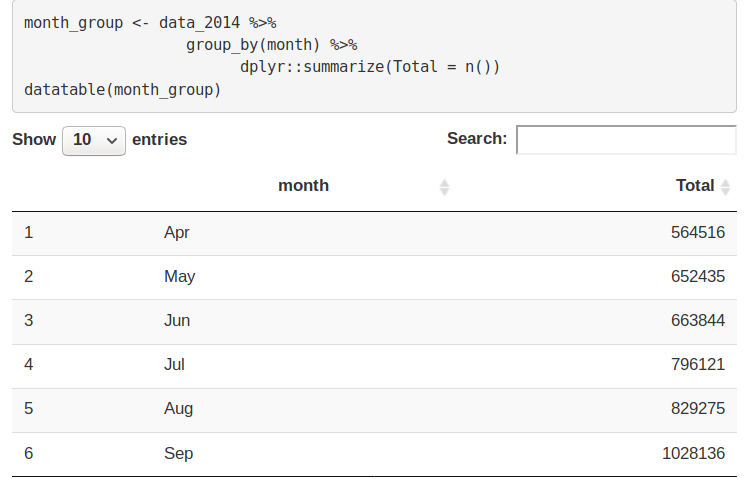 month_group <- data_2014 %>%
group_by(month) %>%
dplyr::summarize(Total = n())
datatable(month_group)
Show 10 entries Search:
month Total
1 Apr 564516
2 May 652435
3 Jun 663844
4 Jul 796121
5 Aug 829275
6 Sep 1028136